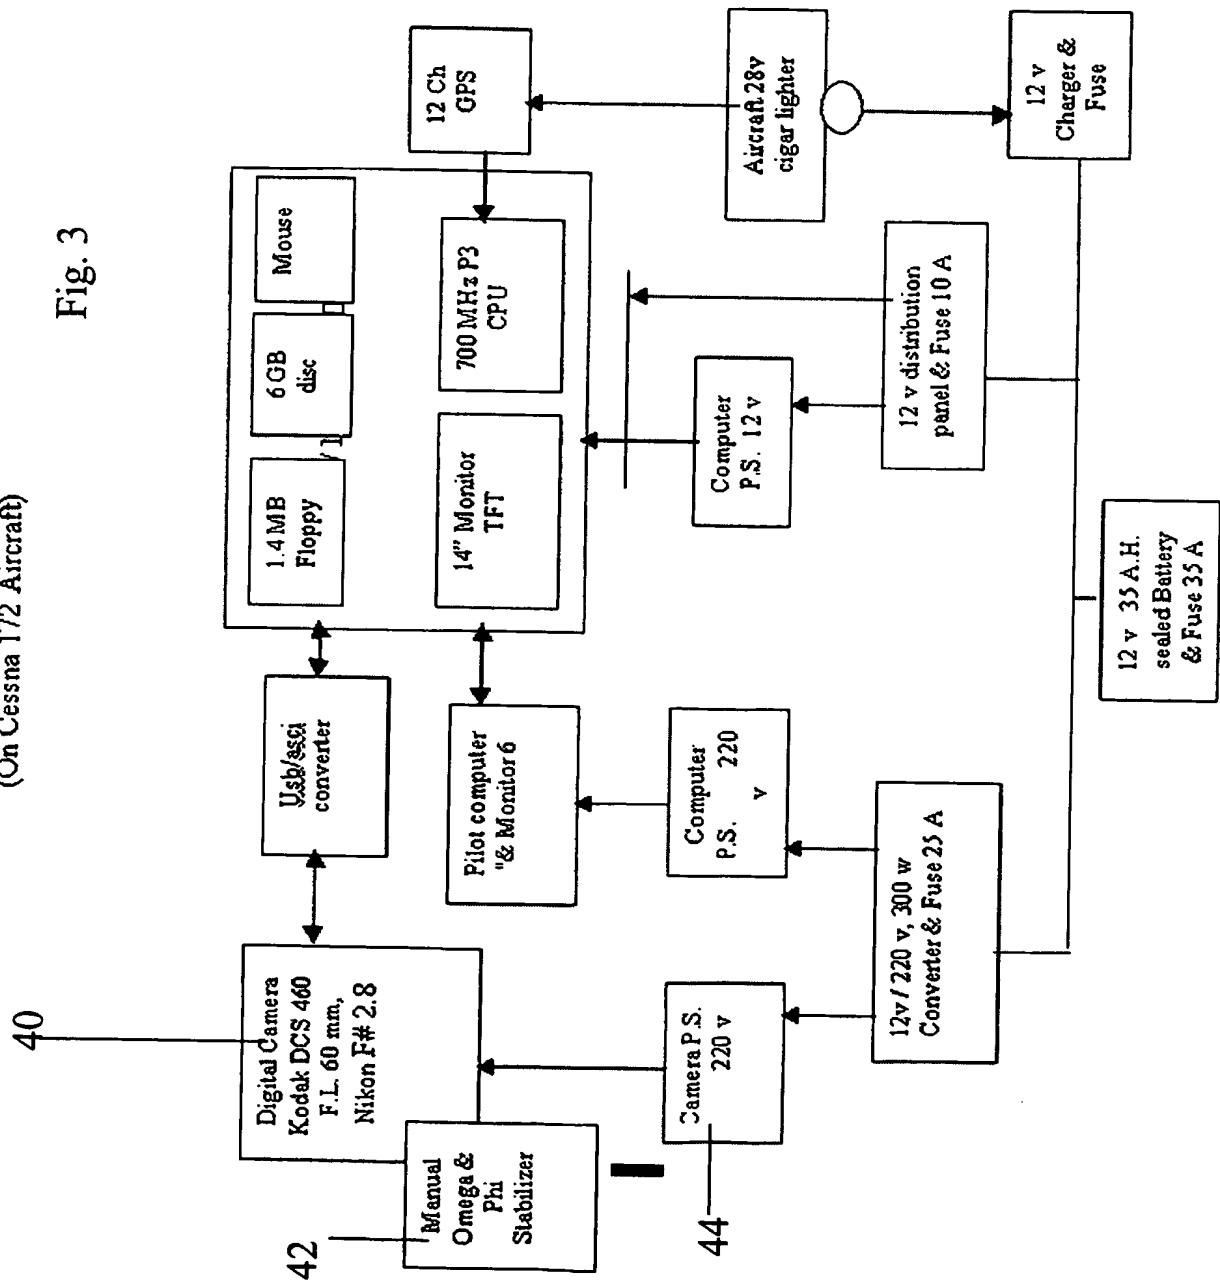 (On Cessna 172 Aircraft)
Fig. 3
40
Digital Camera
Kodak DCS 460
F.L. 60 mm,
Nikon F# 2.8
42
Manual
Omega &
Phi
Stabilizer
Usb/asci
converter
1.4 MB
Floppy
6 GB
disc
Mouse
14" Monitor
TFT
700 MHz P3
CPU
12 Ch
GPS
Pilot computer
"& Monitor 6
44
Camera P.S.
220 v
Computer
P.S. 220
v
Computer
P.S. 12 v
Aircraft 28v
cigar lighter
12v / 220 v, 300 w
Converter & Fuse 25 A
12 v distribution
panel & Fuse 10 A
12 v
Charger &
Fuse
12 v 35 A.H.
sealed Battery
& Fuse 35 A